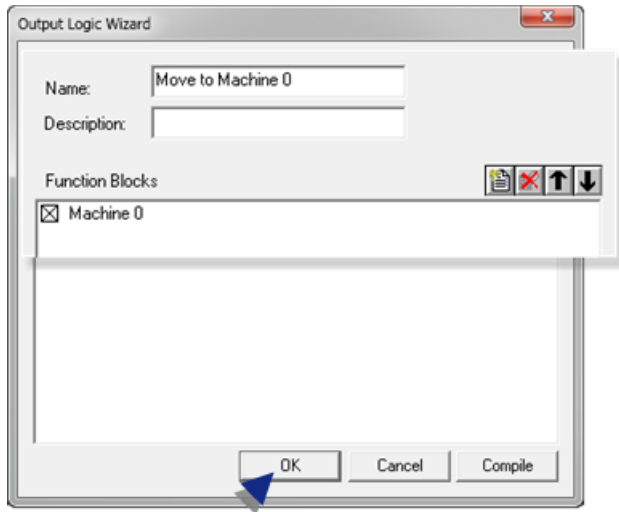 Output Logic Wizard
Name: Move to Machine 0
Description:
Function Blocks
Machine 0
OK Cancel Compile